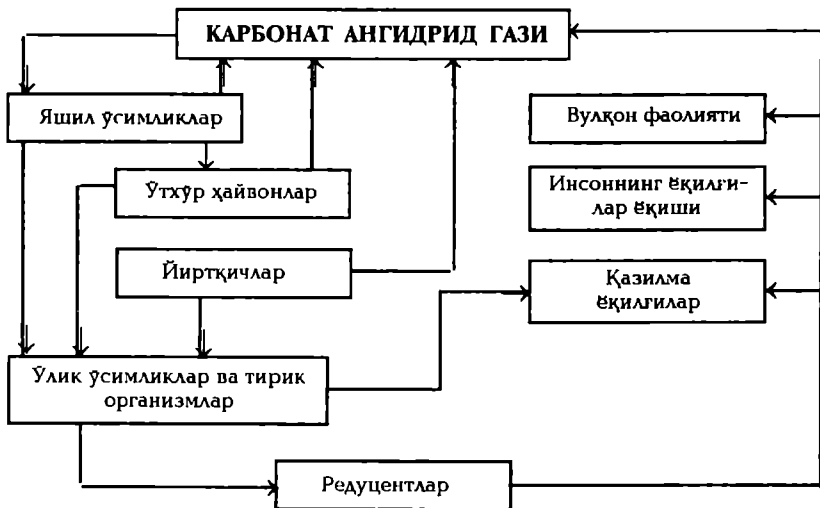 КАРБОНАТ АНГИДРИД ГАЗИ
Яшил ўсимликлар
Вулқон фаолияти
Ўтхўр ҳайвонлар
Инсоннинг ёқилғи-
лар ёқиши
Йиртқичлар
Қазилма
ёқилғилар
Ўлик ўсимликлар ва тирик
организмлар
Редуцентлар